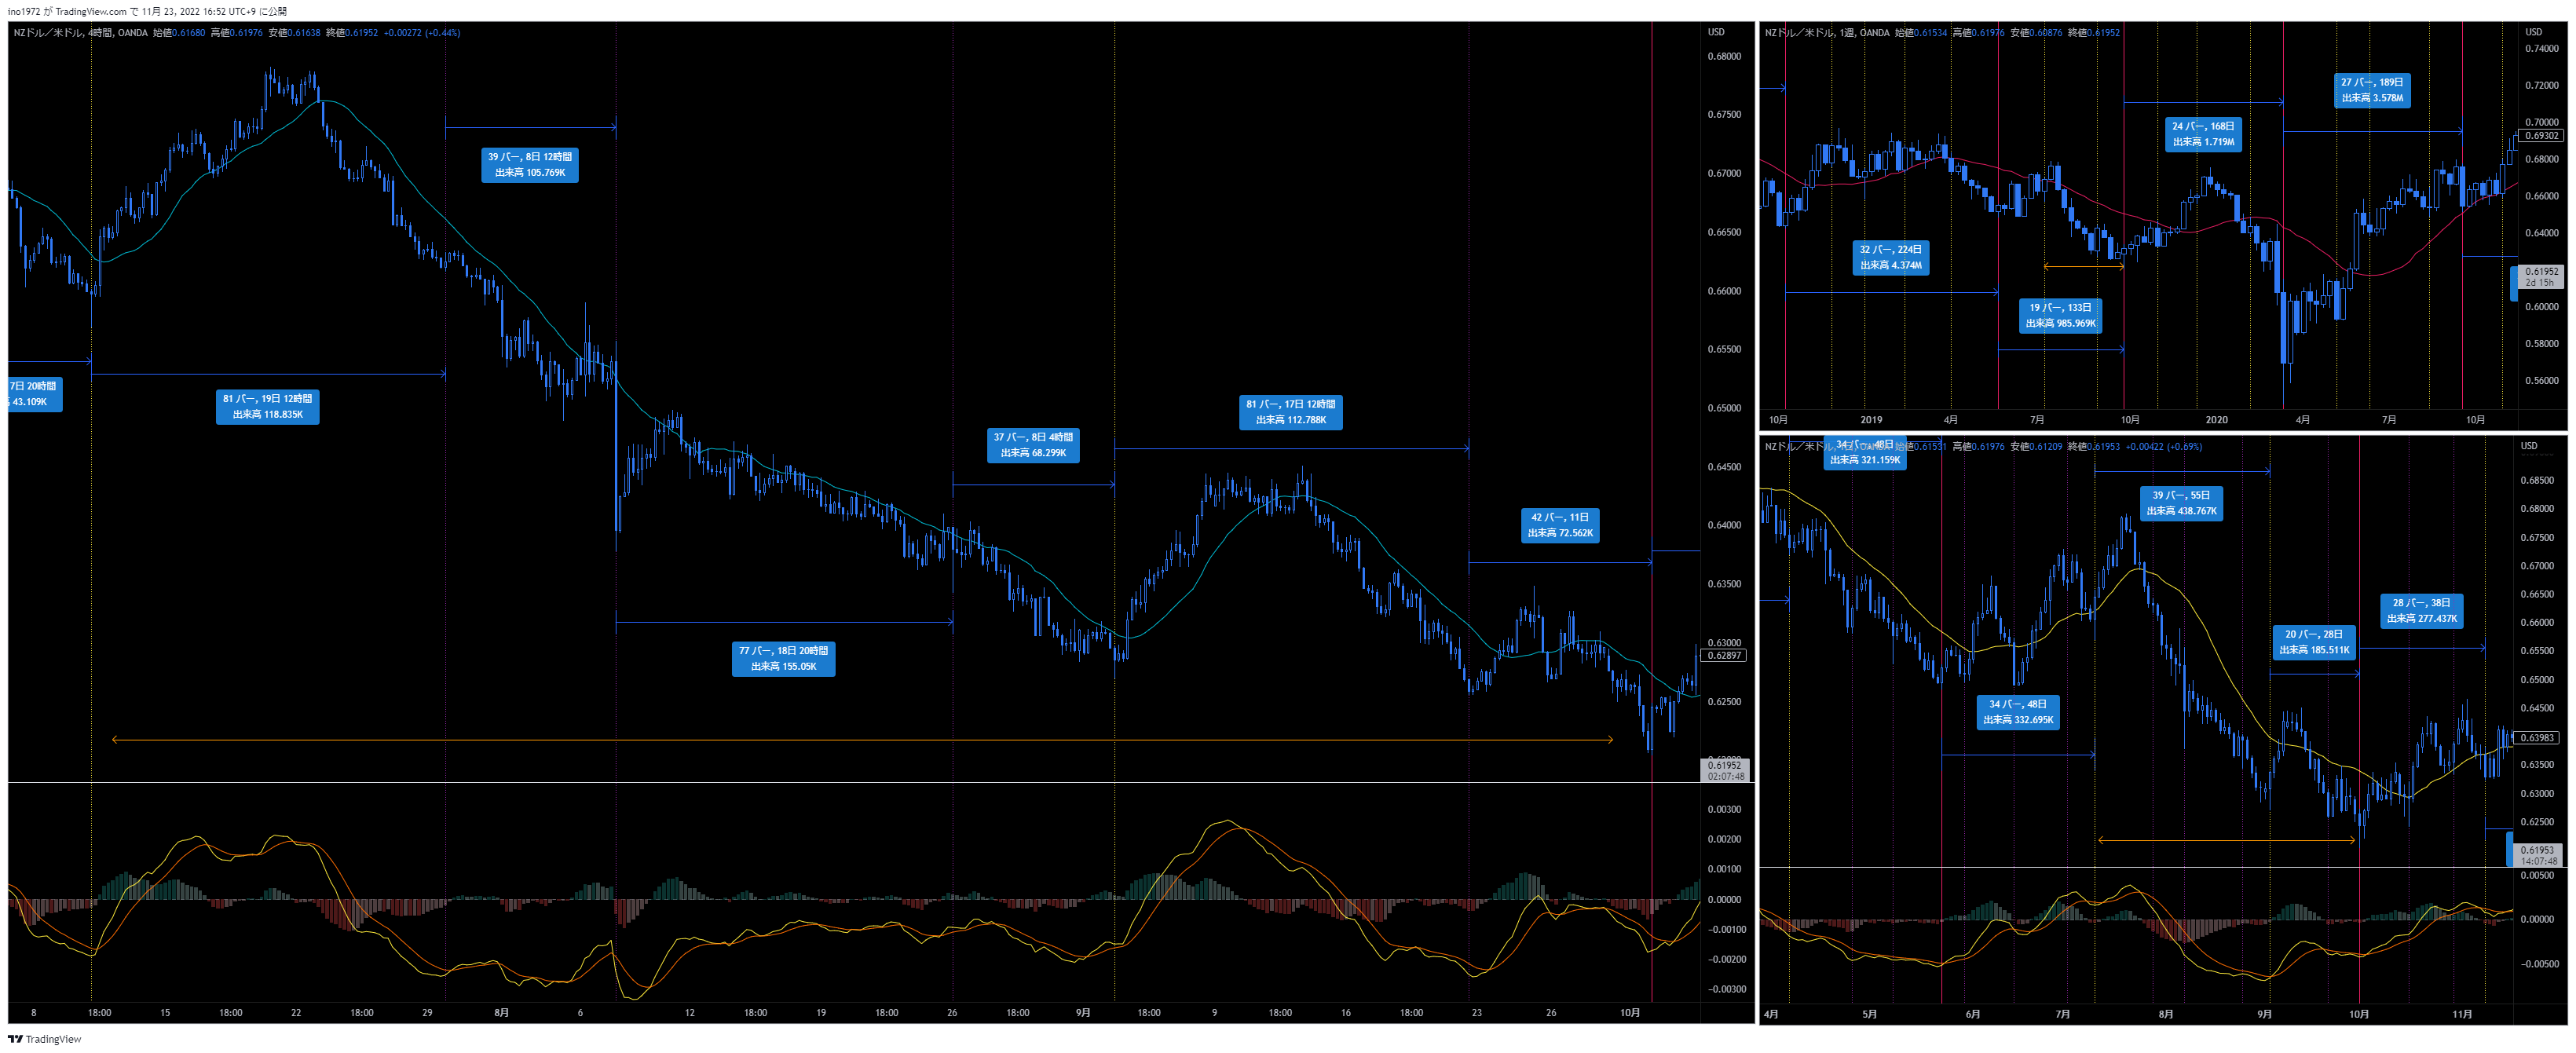 ino1972 が TradingView.com で 11月 23, 2022 16:52 UTC+9 に公開
NZドル／米ドル, 4時間, OANDA 始値0.61680 高値0.61976 安値0.61638 終値0.61952 +0.00272 (+0.44%)
USD
0.68000
0.67500
0.67000
0.66500
0.66000
0.65500
0.65000
0.64500
0.64000
0.63500
0.63000
0.62897
0.62500
0.61952
02:07:48
39 バー, 8日 12時間
出来高 105.769K
7日 20時間
43.109K
81 バー, 19日 12時間
出来高 118.835K
77 バー, 18日 20時間
出来高 155.05K
37 バー, 8日 4時間
出来高 68.299K
81 バー, 17日 12時間
出来高 112.788K
42 バー, 11日
出来高 72.562K
0.00300
0.00200
0.00100
0.00000
−0.00100
−0.00200
−0.00300
8 18:00 15 18:00 22 18:00 29 8月 6 12 18:00 19 18:00 26 18:00 9月 18:00 9 18:00 16 18:00 23 26 10月
NZドル／米ドル, 1週, OANDA 始値0.61534 高値0.61976 安値0.60876 終値0.61952
USD
0.74000
0.72000
0.70000
0.69302
0.68000
0.66000
0.64000
0.61952
2d 15h
0.60000
0.58000
0.56000
27 バー, 189日
出来高 3.578M
24 バー, 168日
出来高 1.719M
32 バー, 224日
出来高 4.374M
19 バー, 133日
出来高 985.969K
10月 2019 4月 7月 10月 2020 4月 7月 10月
NZドル／米ドル, 始値0.61531 高値0.61976 安値0.61209 終値0.61953 +0.00422 (+0.69%)
34 バー, 48日
出来高 321.159K
USD
0.68500
0.68000
0.67500
0.67000
0.66500
0.66000
0.65500
0.65000
0.64500
0.63983
0.63500
0.63000
0.62500
0.61953
14:07:48
39 バー, 55日
出来高 438.767K
28 バー, 38日
出来高 277.437K
20 バー, 28日
出来高 185.511K
34 バー, 48日
出来高 332.695K
0.00500
0.00000
−0.00500
4月 5月 6月 7月 8月 9月 10月 11月
TradingView